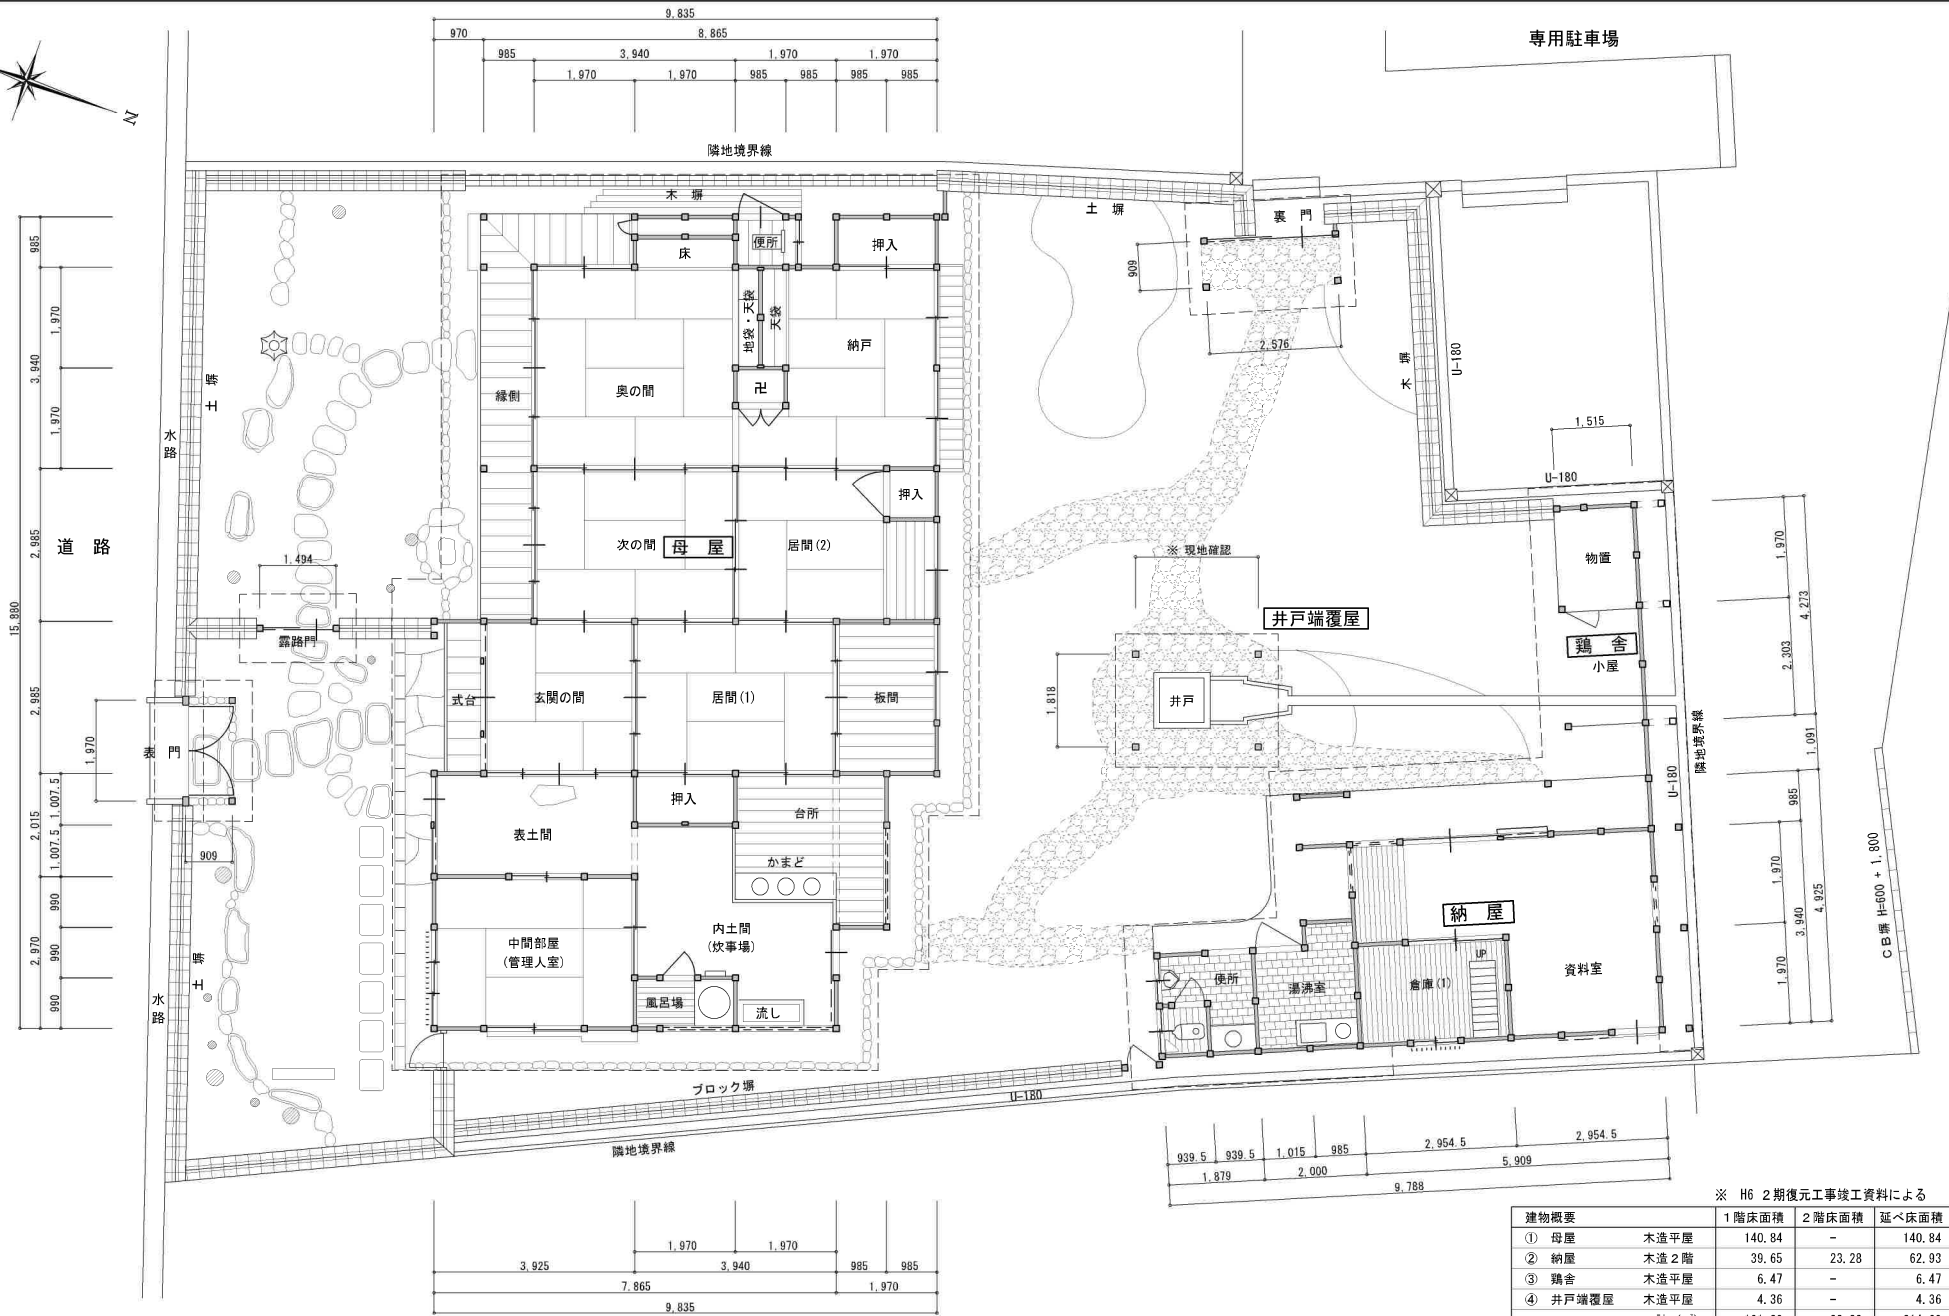 9,835
970 8,865
985 3,940 1,970 1,970
1,970 1,970 985 985 985 985
専用駐車場
N
隣地境界線
木 塀
土 塀
裏 門
便所
押入
床
985
1,970
3,940
1,970
2,985
15,880
2,985
1,007.5
2,015
1,007.5
990
2,970
990
990
909
2,576
地袋・天袋
天袋
納戸
縁側
奥の間
卍
土 塀
水路
木 塀
U-180
1,515
U-180
道 路
押入
次の間
母 屋
居間(2)
※ 現地確認
1,494
露路門
物置
井戸端覆屋
鶏 舎
小屋
1,970
4,273
2,303
1,091
985
1,970
3,940
4,925
1,970
式台
玄関の間
居間(1)
板間
1,818
井戸
隣地境界線
U-180
1,970
表 門
909
押入
台所
表土間
かまど
内土間
(炊事場)
中間部屋
(管理人室)
風呂場
流し
土 塀
水路
納 屋
UP
便所
湯沸室
倉庫(1)
資料室
CB塀 H=600 + 1,800
ブロック塀
U-180
隣地境界線
939.5 939.5 1,015 985 2,954.5 2,954.5
1,879 2,000 5,909
9,788
1,970 1,970
3,925 3,940 985 985
7,865 1,970
9,835
※ H6 2期復元工事竣工資料による
建物概要 1階床面積 2階床面積 延べ床面積
① 母屋 木造平屋 140.84 - 140.84
② 納屋 木造2階 39.65 23.28 62.93
③ 鶏舎 木造平屋 6.47 - 6.47
④ 井戸端覆屋 木造平屋 4.36 - 4.36